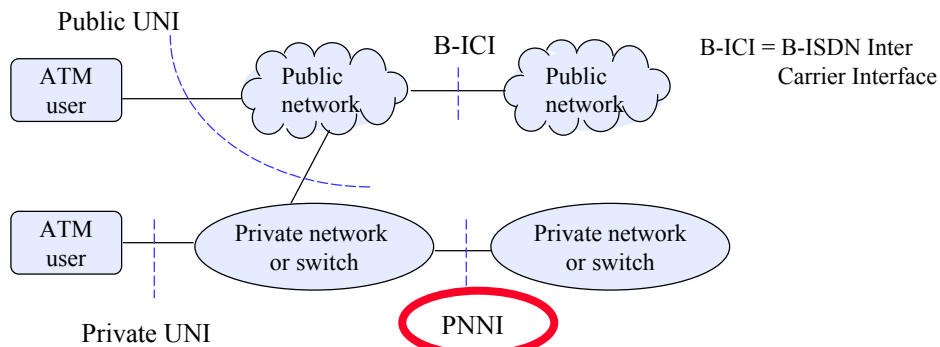 Public UNI
B-ICI
B-ICI = B-ISDN Inter
Carrier Interface
ATM
user
Public
network
Public
network
ATM
user
Private network
or switch
Private network
or switch
Private UNI
PNNI